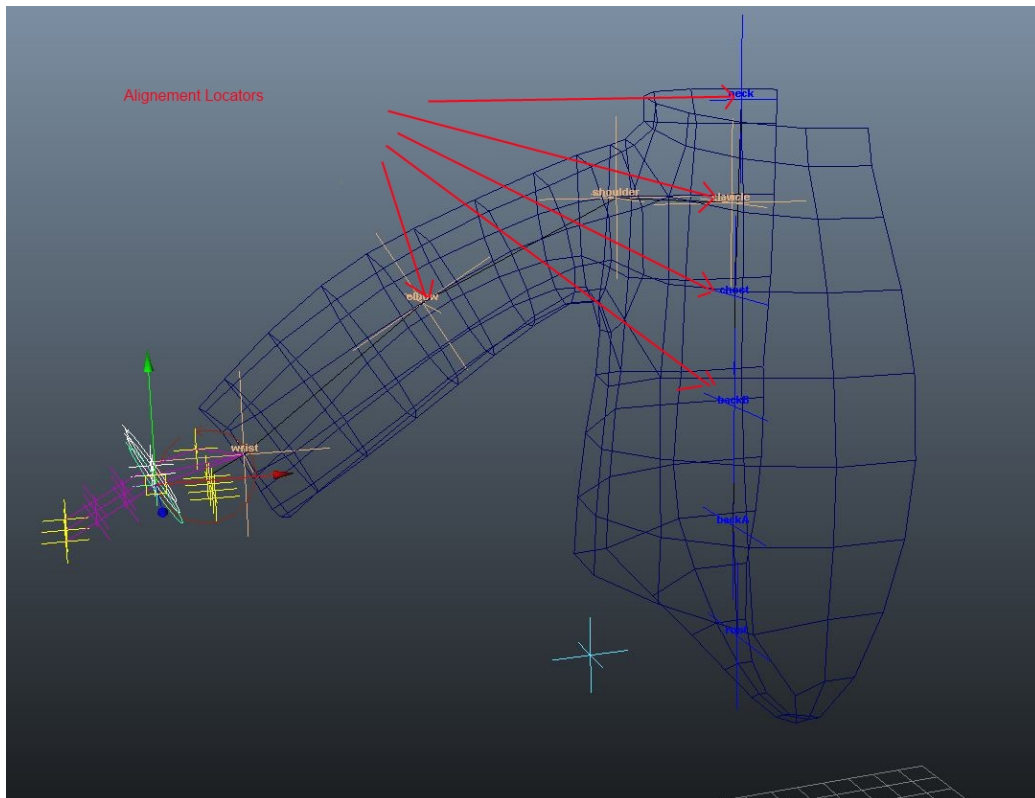 Alignement Locators
neck
shoulder
clavicle
chest
elbow
backB
wrist
backA
root